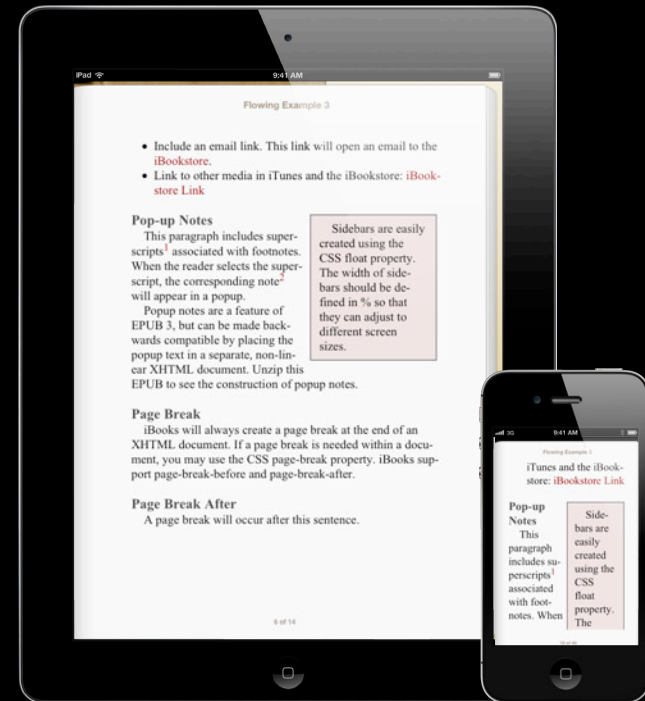 iPad
9:41 AM
Flowing Example 3
• Include an email link. This link will open an email to the
iBookstore.
• Link to other media in iTunes and the iBookstore: iBook-
store Link
Pop-up Notes
This paragraph includes super-
scripts1 associated with footnotes.
When the reader selects the super-
script, the corresponding note2
will appear in a popup.
Popup notes are a feature of
EPUB 3, but can be made back-
wards compatible by placing the
popup text in a separate, non-lin-
ear XHTML document. Unzip this
EPUB to see the construction of popup notes.
Sidebars are easily
created using the
CSS float property.
The width of side-
bars should be de-
fined in % so that
they can adjust to
different screen
sizes.
Page Break
iBooks will always create a page break at the end of an
XHTML document. If a page break is needed within a docu-
ment, you may use the CSS page-break property. iBooks sup-
port page-break-before and page-break-after.
Page Break After
A page break will occur after this sentence.
6 of 14
3G
9:41 AM
Flowing Example 3
iTunes and the iBook-
store: iBookstore Link
Pop-up
Notes
This
paragraph
includes su-
perscripts1
associated
with foot-
notes. When
Side-
bars are
easily
created
using the
CSS
float
property.
The